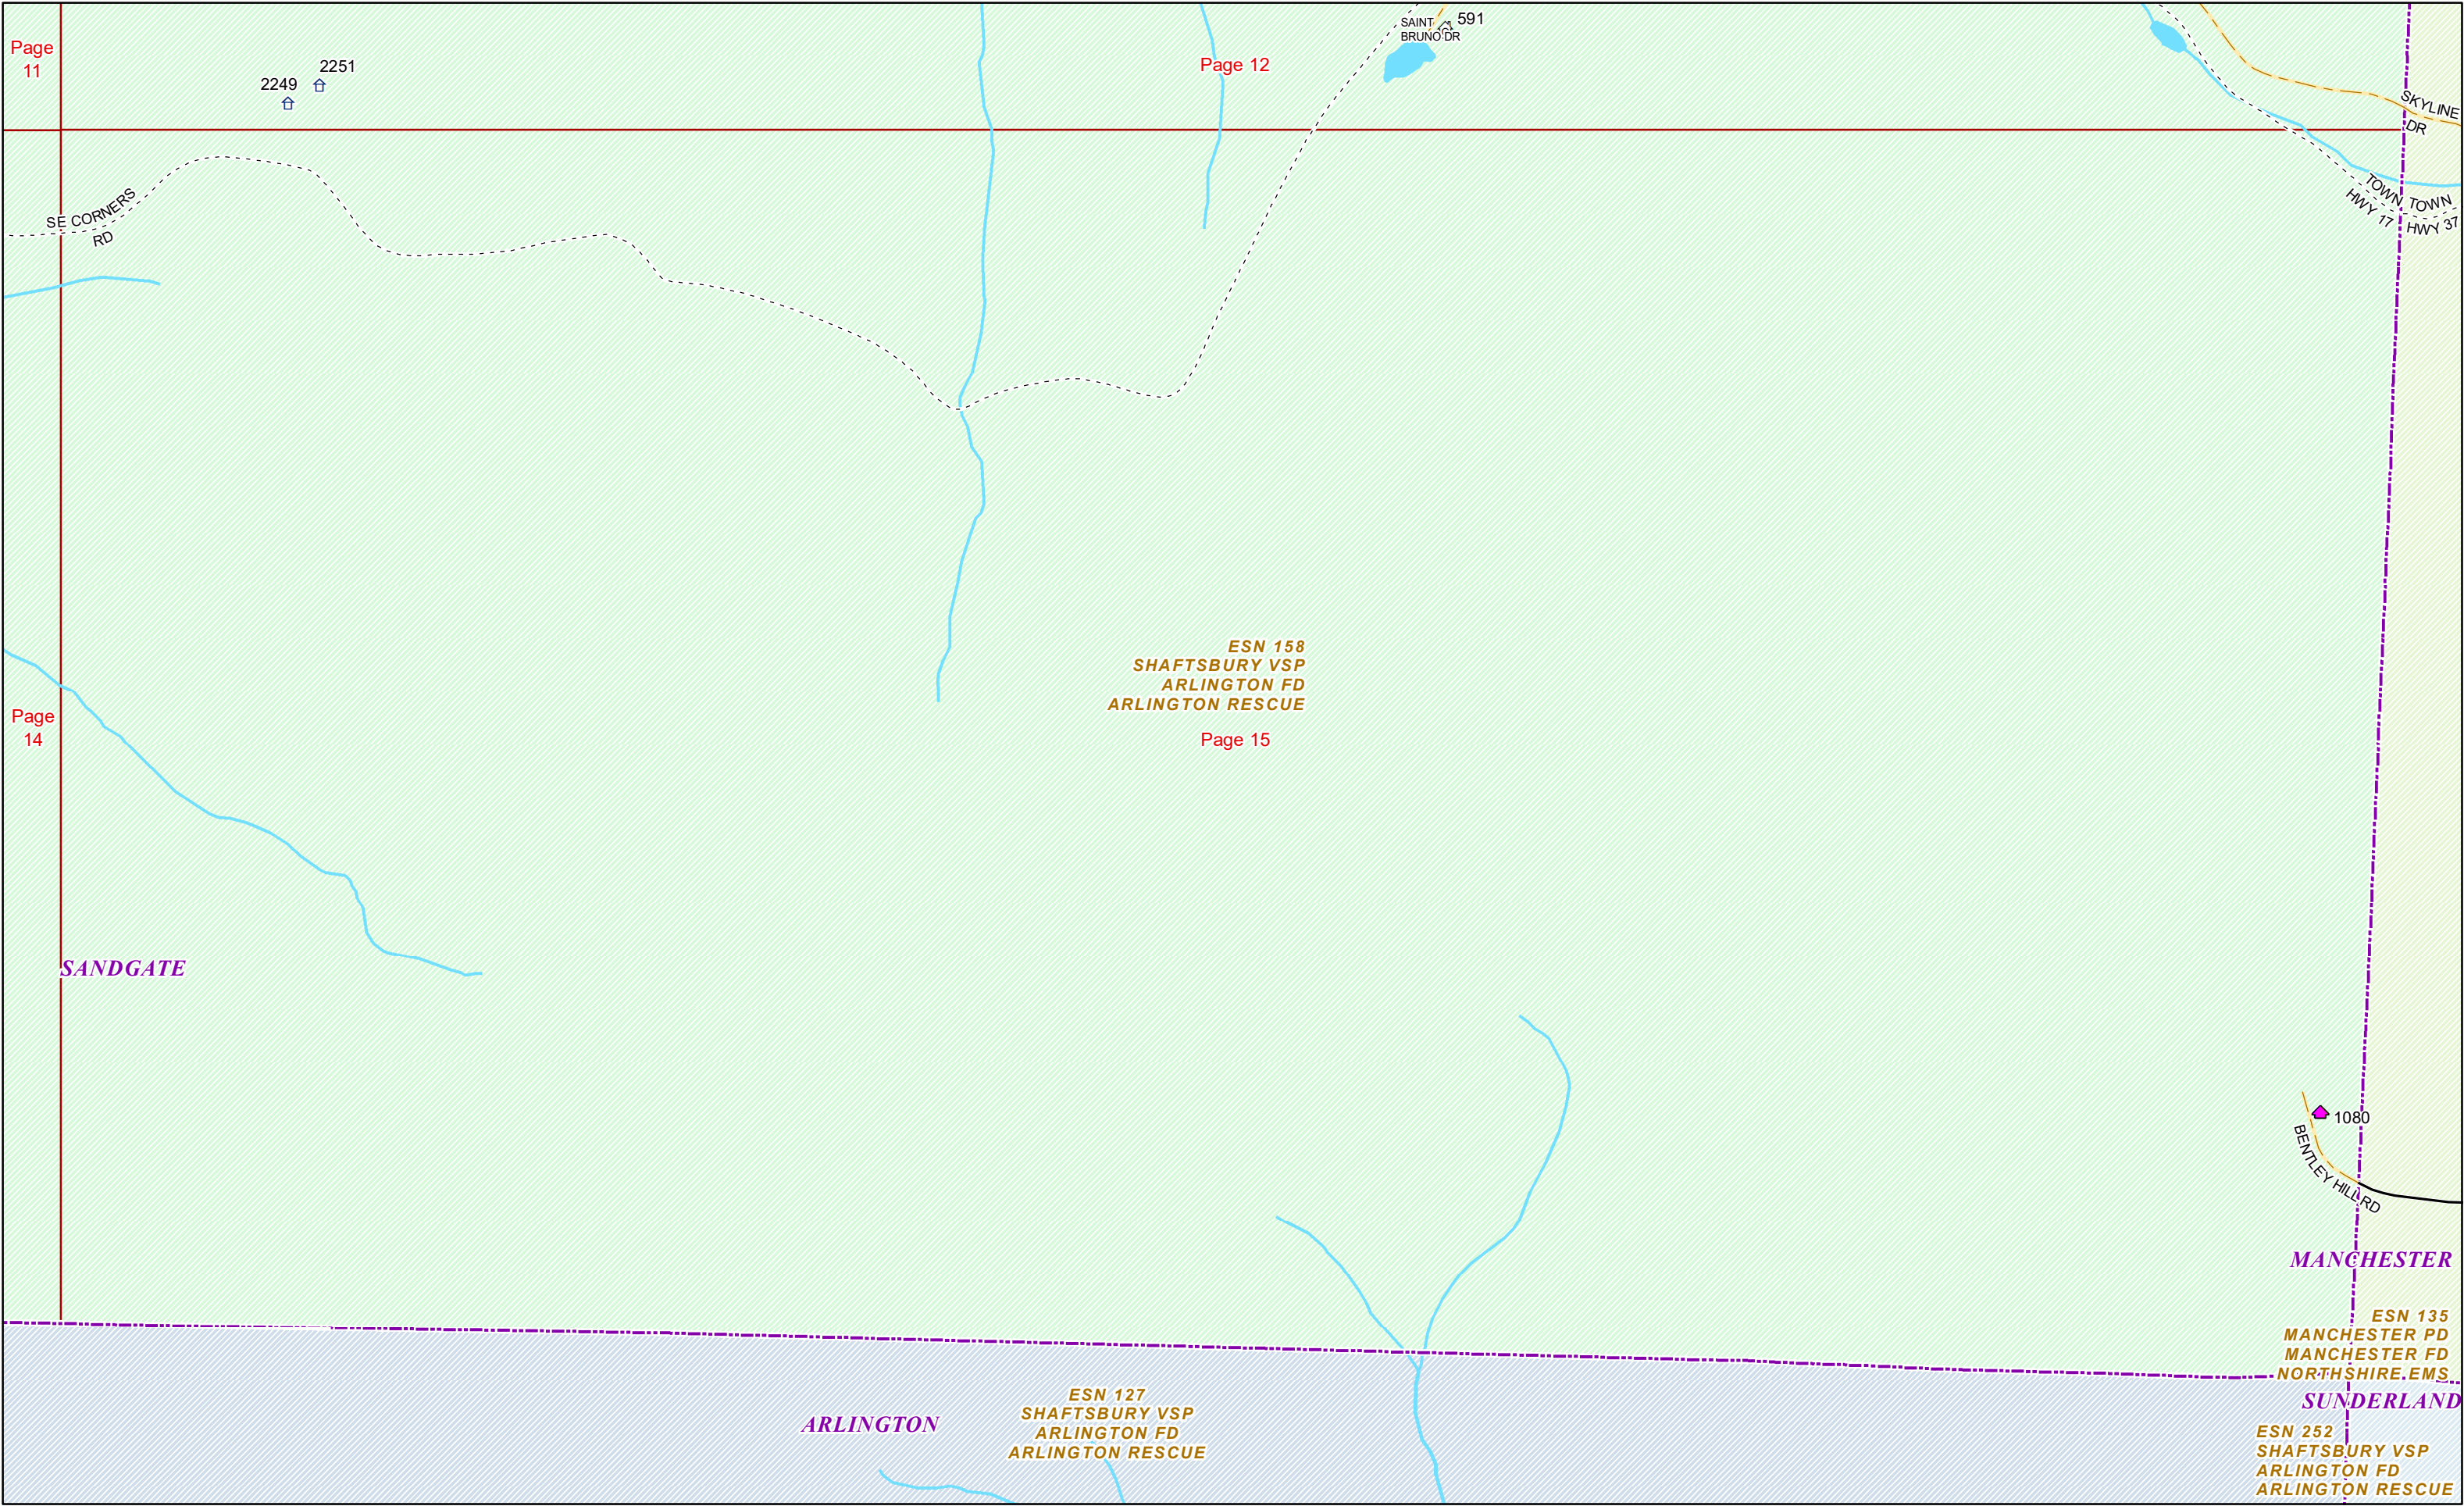 Page
11
2249
2251
Page 12
SAINT
BRUNO DR
591
SKYLINE
DR
SE CORNERS
RD
TOWN
HWY 17
TOWN
HWY 37
ESN 158
SHAFTSBURY VSP
ARLINGTON FD
ARLINGTON RESCUE
Page
14
Page 15
SANDGATE
1080
BENTLEY HILL RD
MANCHESTER
ESN 135
MANCHESTER PD
MANCHESTER FD
NORTHSHIRE EMS
SUNDERLAND
ARLINGTON
ESN 127
SHAFTSBURY VSP
ARLINGTON FD
ARLINGTON RESCUE
ESN 252
SHAFTSBURY VSP
ARLINGTON FD
ARLINGTON RESCUE